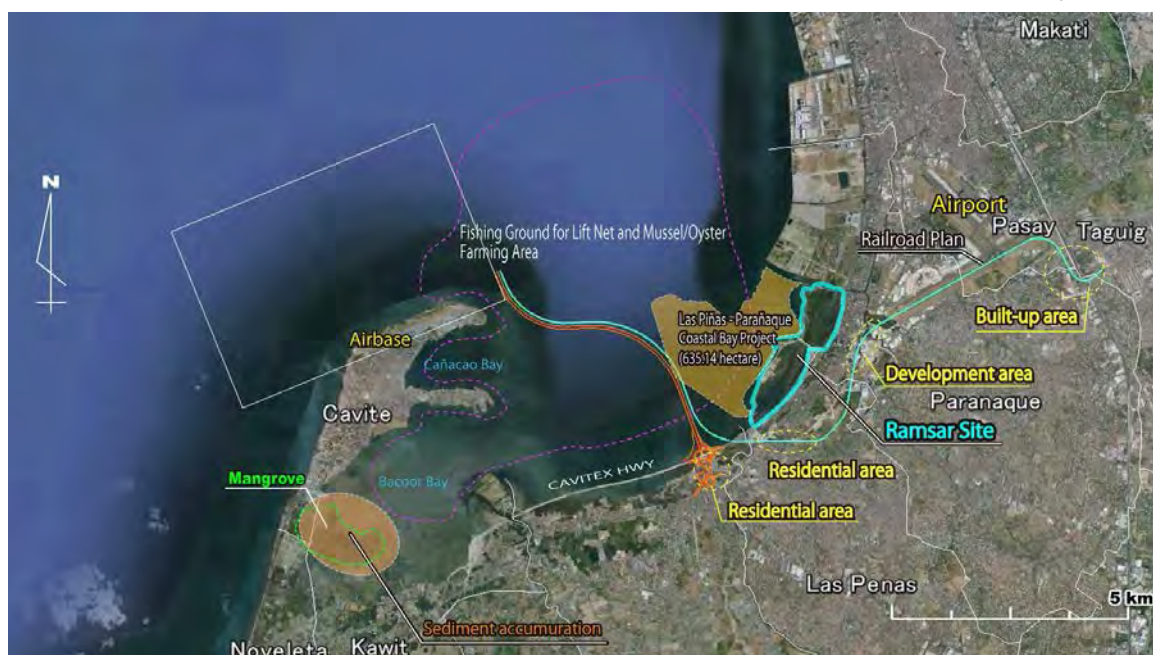 Makati
N
Airport
Pasay
Taguig
Railroad Plan
Fishing Ground for Lift Net and Mussel/Oyster
Farming Area
Built-up area
Las Piñas - Parañaque
Coastal Bay Project
(635.14 hectare)
Airbase
Cañacao Bay
Development area
Cavite
Paranaque
Ramsar Site
CAVITEX HWY
Residential area
Mangrove
Bacoor Bay
Residential area
Las Penas
5 km
Sediment accumuration
Noveleta
Kawit